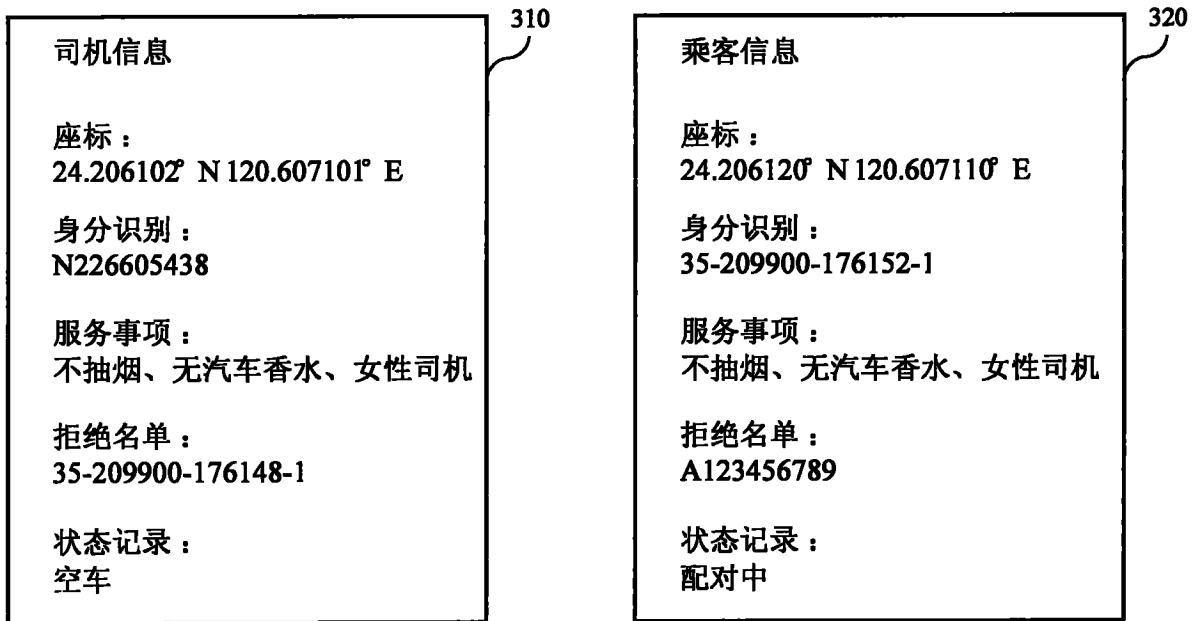 310
司机信息
座标：
24.206102° N 120.607101° E
身分识别：
N226605438
服务事项：
不抽烟、无汽车香水、女性司机
拒绝名单：
35-209900-176148-1
状态记录：
空车
320
乘客信息
座标：
24.206120° N 120.607110° E
身分识别：
35-209900-176152-1
服务事项：
不抽烟、无汽车香水、女性司机
拒绝名单：
A123456789
状态记录：
配对中